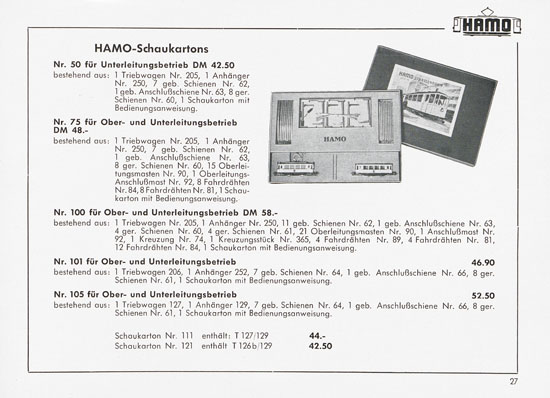 HAMO
HAMO-Schaukartons
Nr. 50 für Unterleitungsbetrieb DM 42.50
bestehend aus: 1 Triebwagen Nr. 205, 1 Anhänger
Nr. 250, 7 geb. Schienen Nr. 62,
1 geb. Anschlußschiene Nr. 63, 8 ger.
Schienen Nr. 60, 1 Schaukarton mit
Bedienungsanweisung.
Nr. 75 für Ober- und Unterleitungsbetrieb
DM 48.-
bestehend aus: 1 Triebwagen Nr. 205, 1 Anhänger
Nr. 250, 7 geb. Schienen Nr. 62,
1 geb. Anschlußschiene Nr. 63,
8 ger. Schienen Nr. 60, 15 Oberlei-
tungsmasten Nr. 90, 1 Oberleitungs-
Anschlußmast Nr. 92, 8 Fahrdrähten
Nr. 84, 8 Fahrdrähten Nr. 81, 1 Schau-
karton mit Bedienungsanweisung.
HAMO
Nr. 100 für Ober- und Unterleitungsbetrieb DM 58.-
bestehend aus: 1 Triebwagen Nr. 205, 1 Anhänger Nr. 250, 11 geb. Schienen Nr. 62, 1 geb. Anschlußschiene Nr. 63,
4 ger. Schienen Nr. 60, 4 ger. Schienen Nr. 61, 21 Oberleitungsmasten Nr. 90, 1 Anschlußmast Nr.
92, 1 Kreuzung Nr. 74, 1 Kreuzungsstück Nr. 365, 4 Fahrdrähten Nr. 89, 4 Fahrdrähten Nr. 81,
12 Fahrdrähten Nr. 84, 1 Schaukarton mit Bedienungsanweisung.
Nr. 101 für Ober- und Unterleitungsbetrieb 46.90
bestehend aus: 1 Triebwagen 206, 1 Anhänger 252, 7 geb. Schienen Nr. 64, 1 geb. Anschlußschiene Nr. 66, 8 ger.
Schienen Nr. 61, 1 Schaukarton mit Bedienungsanweisung.
Nr. 105 für Ober- und Unterleitungsbetrieb 52.50
bestehend aus: 1 Triebwagen 127, 1 Anhänger 129, 7 geb. Schienen Nr. 64, 1 geb. Anschlußschiene Nr. 66, 8 ger.
Schienen Nr. 61, 1 Schaukarton mit Bedienungsanweisung.
Schaukarton Nr. 111 enthält: T 127/129 44.-
Schaukarton Nr. 121 enthält T 126b/129 42.50
27